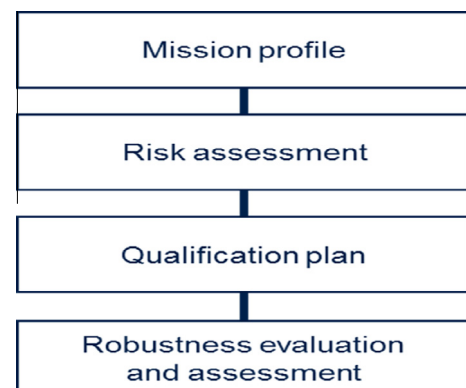 Mission profile
Risk assessment
Qualification plan
Robustness evaluation
and assessment